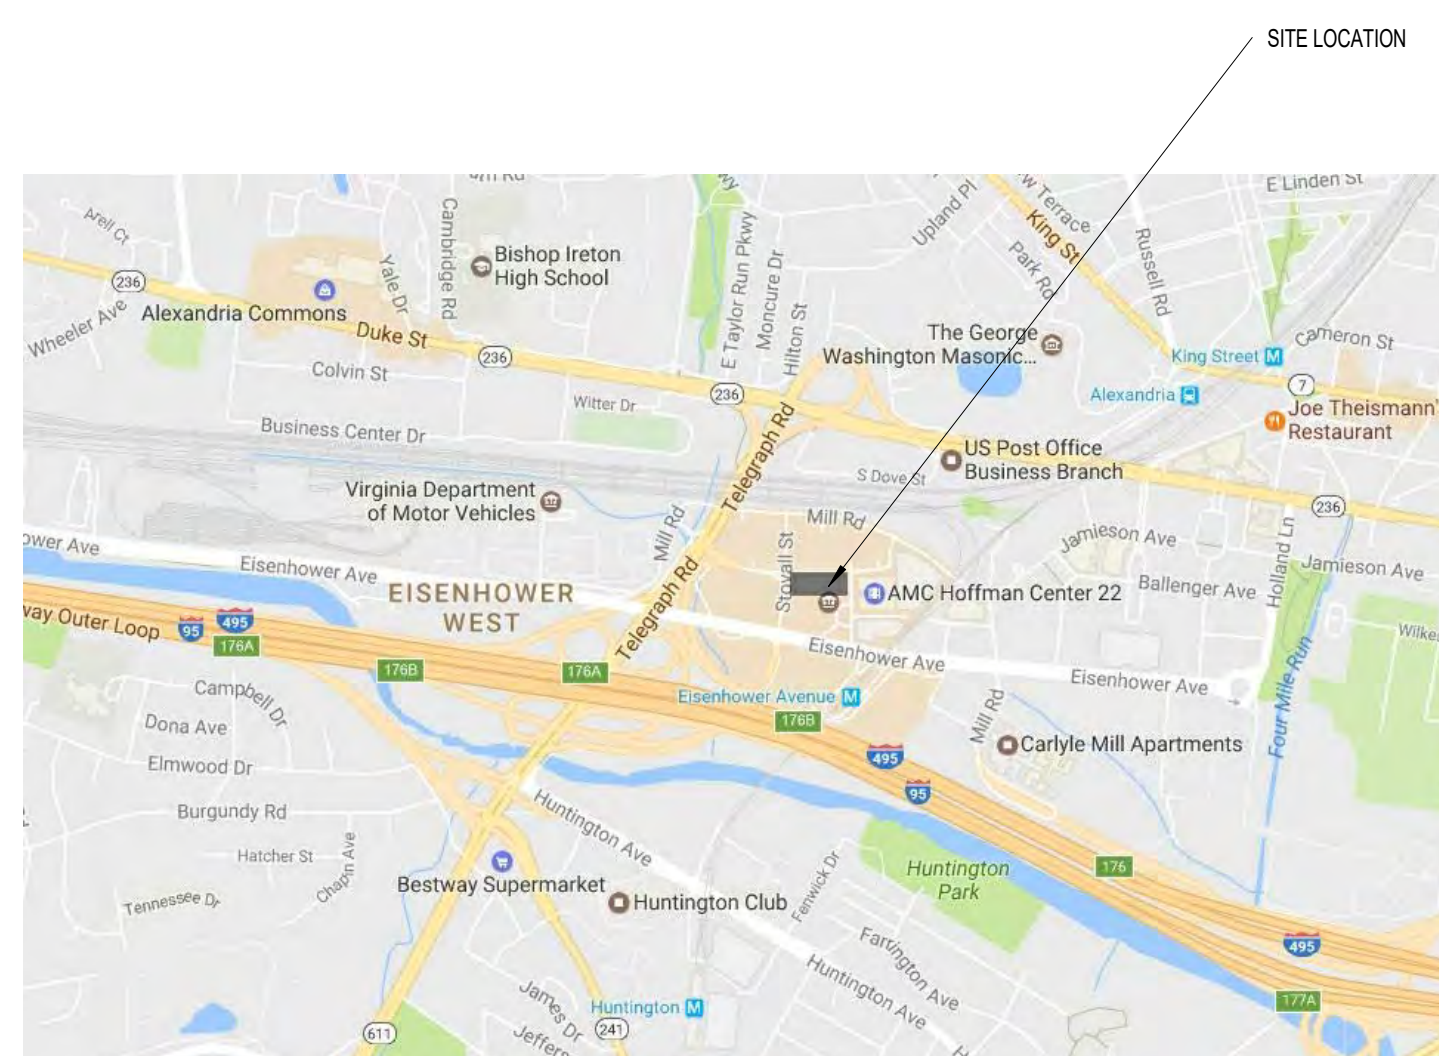 SITE LOCATION
E Linden St
King St
Upland Pl
Park Rd
Russell Rd
Arell Ct
Cambridge Rd
Yale Dr
Bishop Ireton
High School
E Taylor Run Pkwy
Moncure Dr
Hilton St
236
Alexandria Commons
Wheeler Ave
Duke St
236
Colvin St
The George
Washington Masonic...
King Street M
Cameron St
7
Alexandria
Joe Theismann'
Restaurant
236
Witter Dr
Business Center Dr
Telegraph Rd
US Post Office
Business Branch
S Dove St
Virginia Department
of Motor Vehicles
Mill Rd
Mill Rd
236
Jamieson Ave
Holland Ln
Jamieson Ave
Eisenhower Ave
Stovall St
AMC Hoffman Center 22
Ballenger Ave
EISENHOWER
WEST
Telegraph Rd
way Outer Loop
95
495
176A
176B
176A
Eisenhower Ave
Eisenhower Ave
Eisenhower Avenue M
176B
Four Mile Run
Campbell Dr
Dona Ave
Mill Rd
Carlyle Mill Apartments
495
95
Elmwood Dr
Burgundy Rd
Huntington Ave
Hatcher St
Chapin Ave
Tennessee Dr
Bestway Supermarket
Huntington Club
Fenwick Dr
Huntington
Park
176
495
177A
Farrington Ave
Huntington Ave
James Dr
Huntington M
611
241